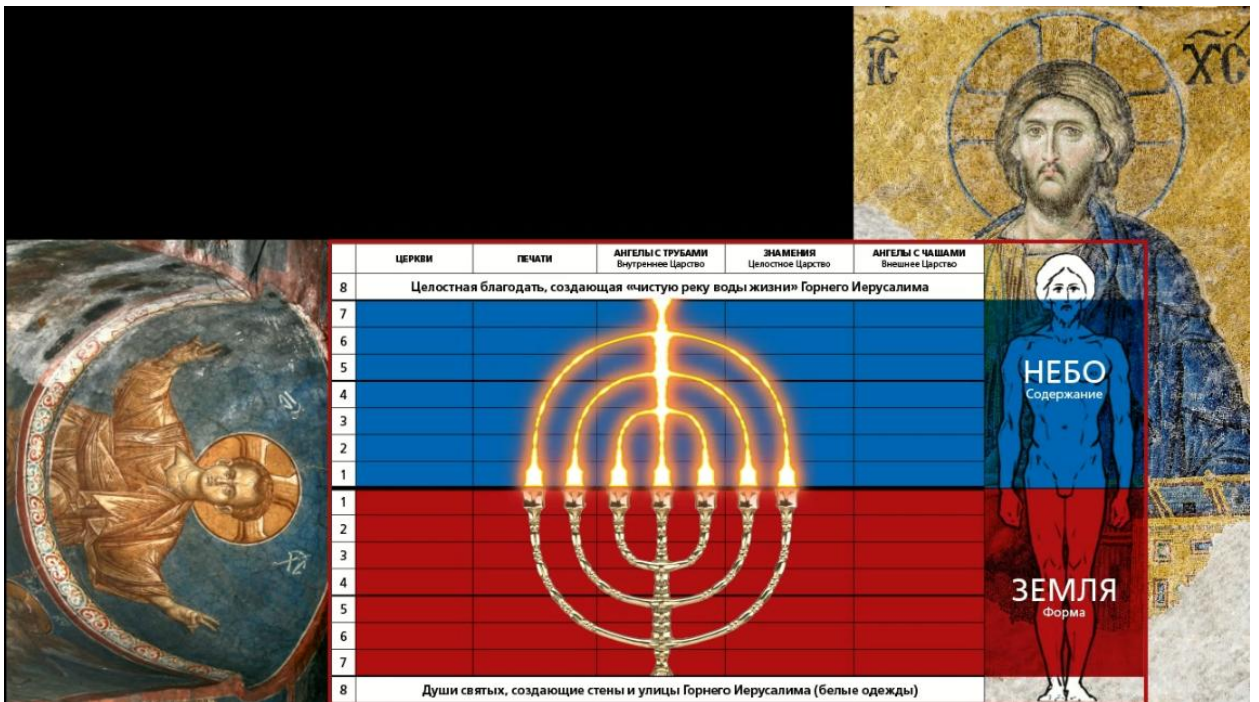 IC XC
ЦЕРКВИ
ПЕЧАТИ
АНГЕЛЫ С ТРУБАМИ
Внутреннее Царство
ЗНАМЕНИЯ
Целостное Царство
АНГЕЛЫ С ЧАШАМИ
Внешнее Царство
8 Целостная благодать, создающая «чистую реку воды жизни» Горнего Иерусалима
7
6
5
4
3
2
1
НЕБО
Содержание
1
2
3
4
5
6
7
ЗЕМЛЯ
Форма
8 Души святых, создающие стены и улицы Горнего Иерусалима (белые одежды)